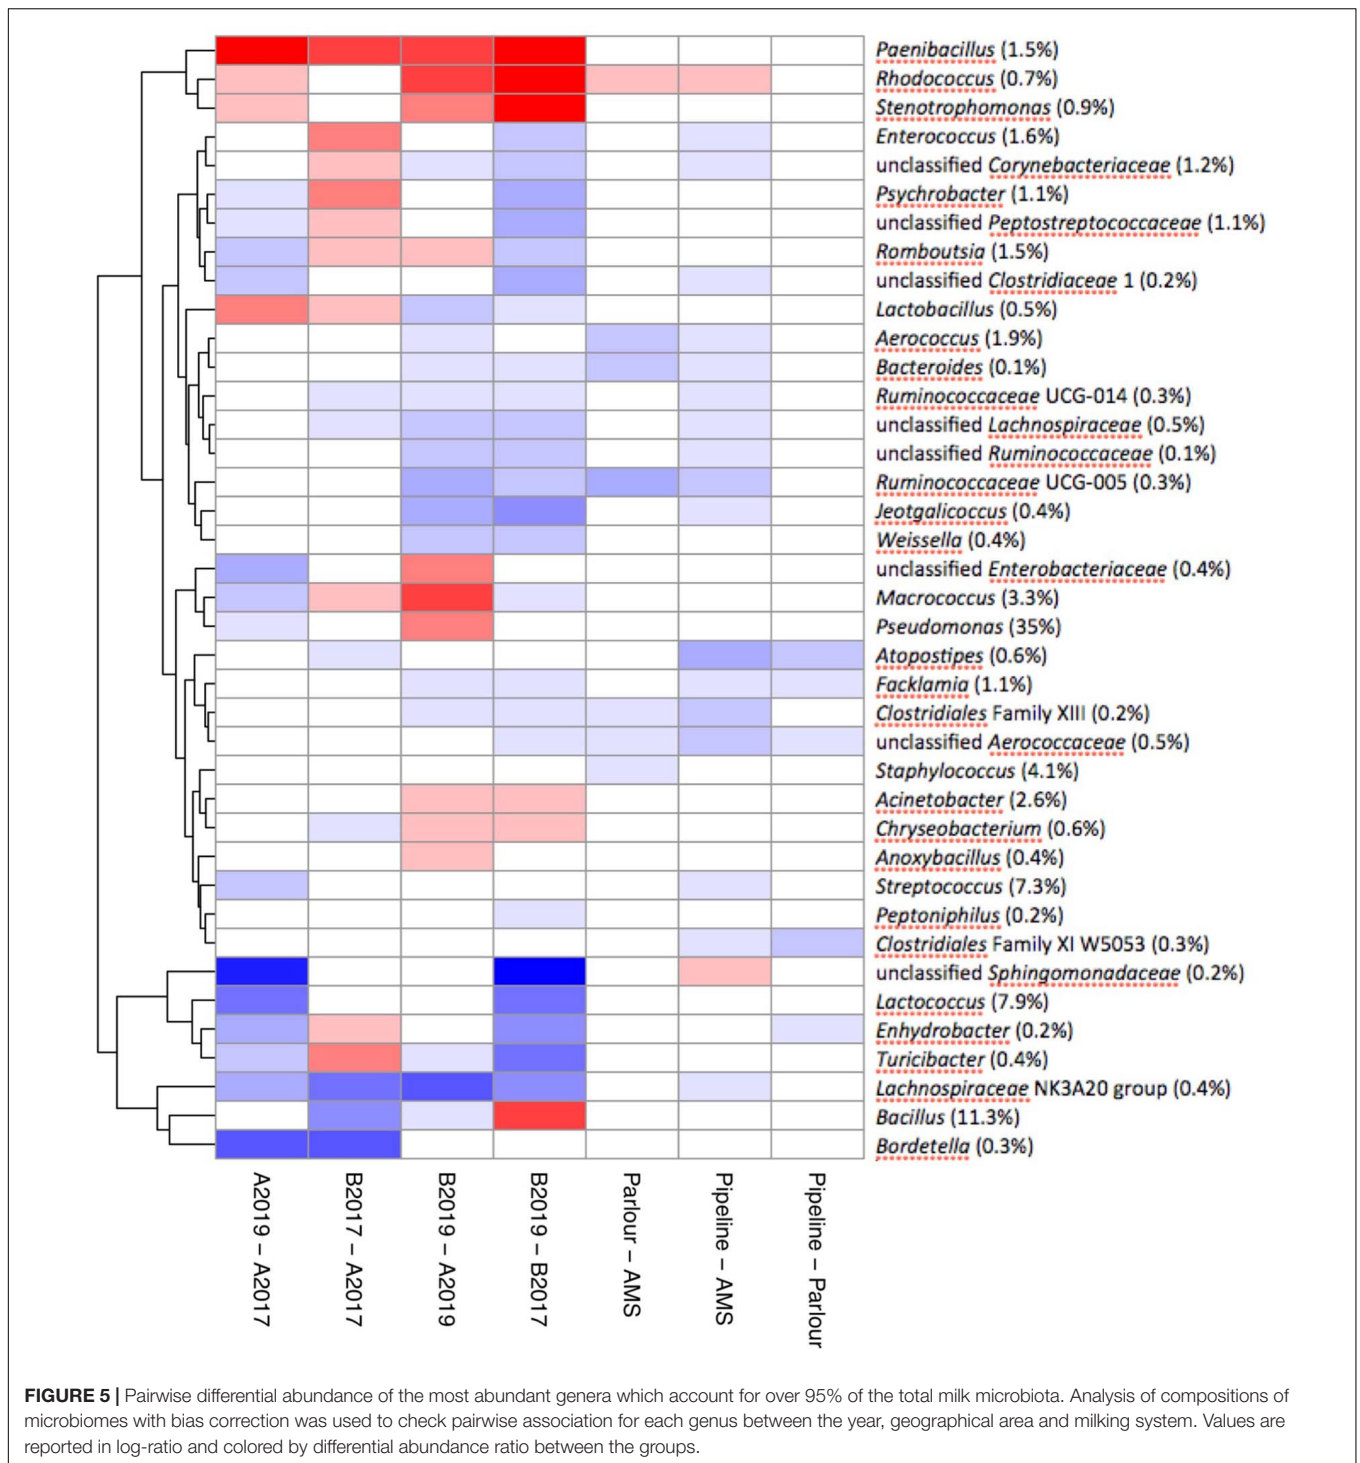 Paenibacillus (1.5%)
Rhodococcus (0.7%)
Stenotrophomonas (0.9%)
Enterococcus (1.6%)
unclassified Corynebacteriaceae (1.2%)
Psychrobacter (1.1%)
unclassified Peptostreptococcaceae (1.1%)
Romboutsia (1.5%)
unclassified Clostridiaceae 1 (0.2%)
Lactobacillus (0.5%)
Aerococcus (1.9%)
Bacteroides (0.1%)
Ruminococcaceae UCG-014 (0.3%)
unclassified Lachnospiraceae (0.5%)
unclassified Ruminococcaceae (0.1%)
Ruminococcaceae UCG-005 (0.3%)
Jeotgalicoccus (0.4%)
Weissella (0.4%)
unclassified Enterobacteriaceae (0.4%)
Macrococcus (3.3%)
Pseudomonas (35%)
Atopostipes (0.6%)
Facklamia (1.1%)
Clostridiales Family XIII (0.2%)
unclassified Aerococcaceae (0.5%)
Staphylococcus (4.1%)
Acinetobacter (2.6%)
Chryseobacterium (0.6%)
Anoxybacillus (0.4%)
Streptococcus (7.3%)
Peptoniphilus (0.2%)
Clostridiales Family XI W5053 (0.3%)
unclassified Sphingomonadaceae (0.2%)
Lactococcus (7.9%)
Enhydrobacter (0.2%)
Turicibacter (0.4%)
Lachnospiraceae NK3A20 group (0.4%)
Bacillus (11.3%)
Bordetella (0.3%)
A2019 – A2017
B2017 – A2017
B2019 – A2019
B2019 – B2017
Parlour – AMS
Pipeline – AMS
Pipeline – Parlour
FIGURE 5 | Pairwise differential abundance of the most abundant genera which account for over 95% of the total milk microbiota. Analysis of compositions of
microbiomes with bias correction was used to check pairwise association for each genus between the year, geographical area and milking system. Values are
reported in log-ratio and colored by differential abundance ratio between the groups.